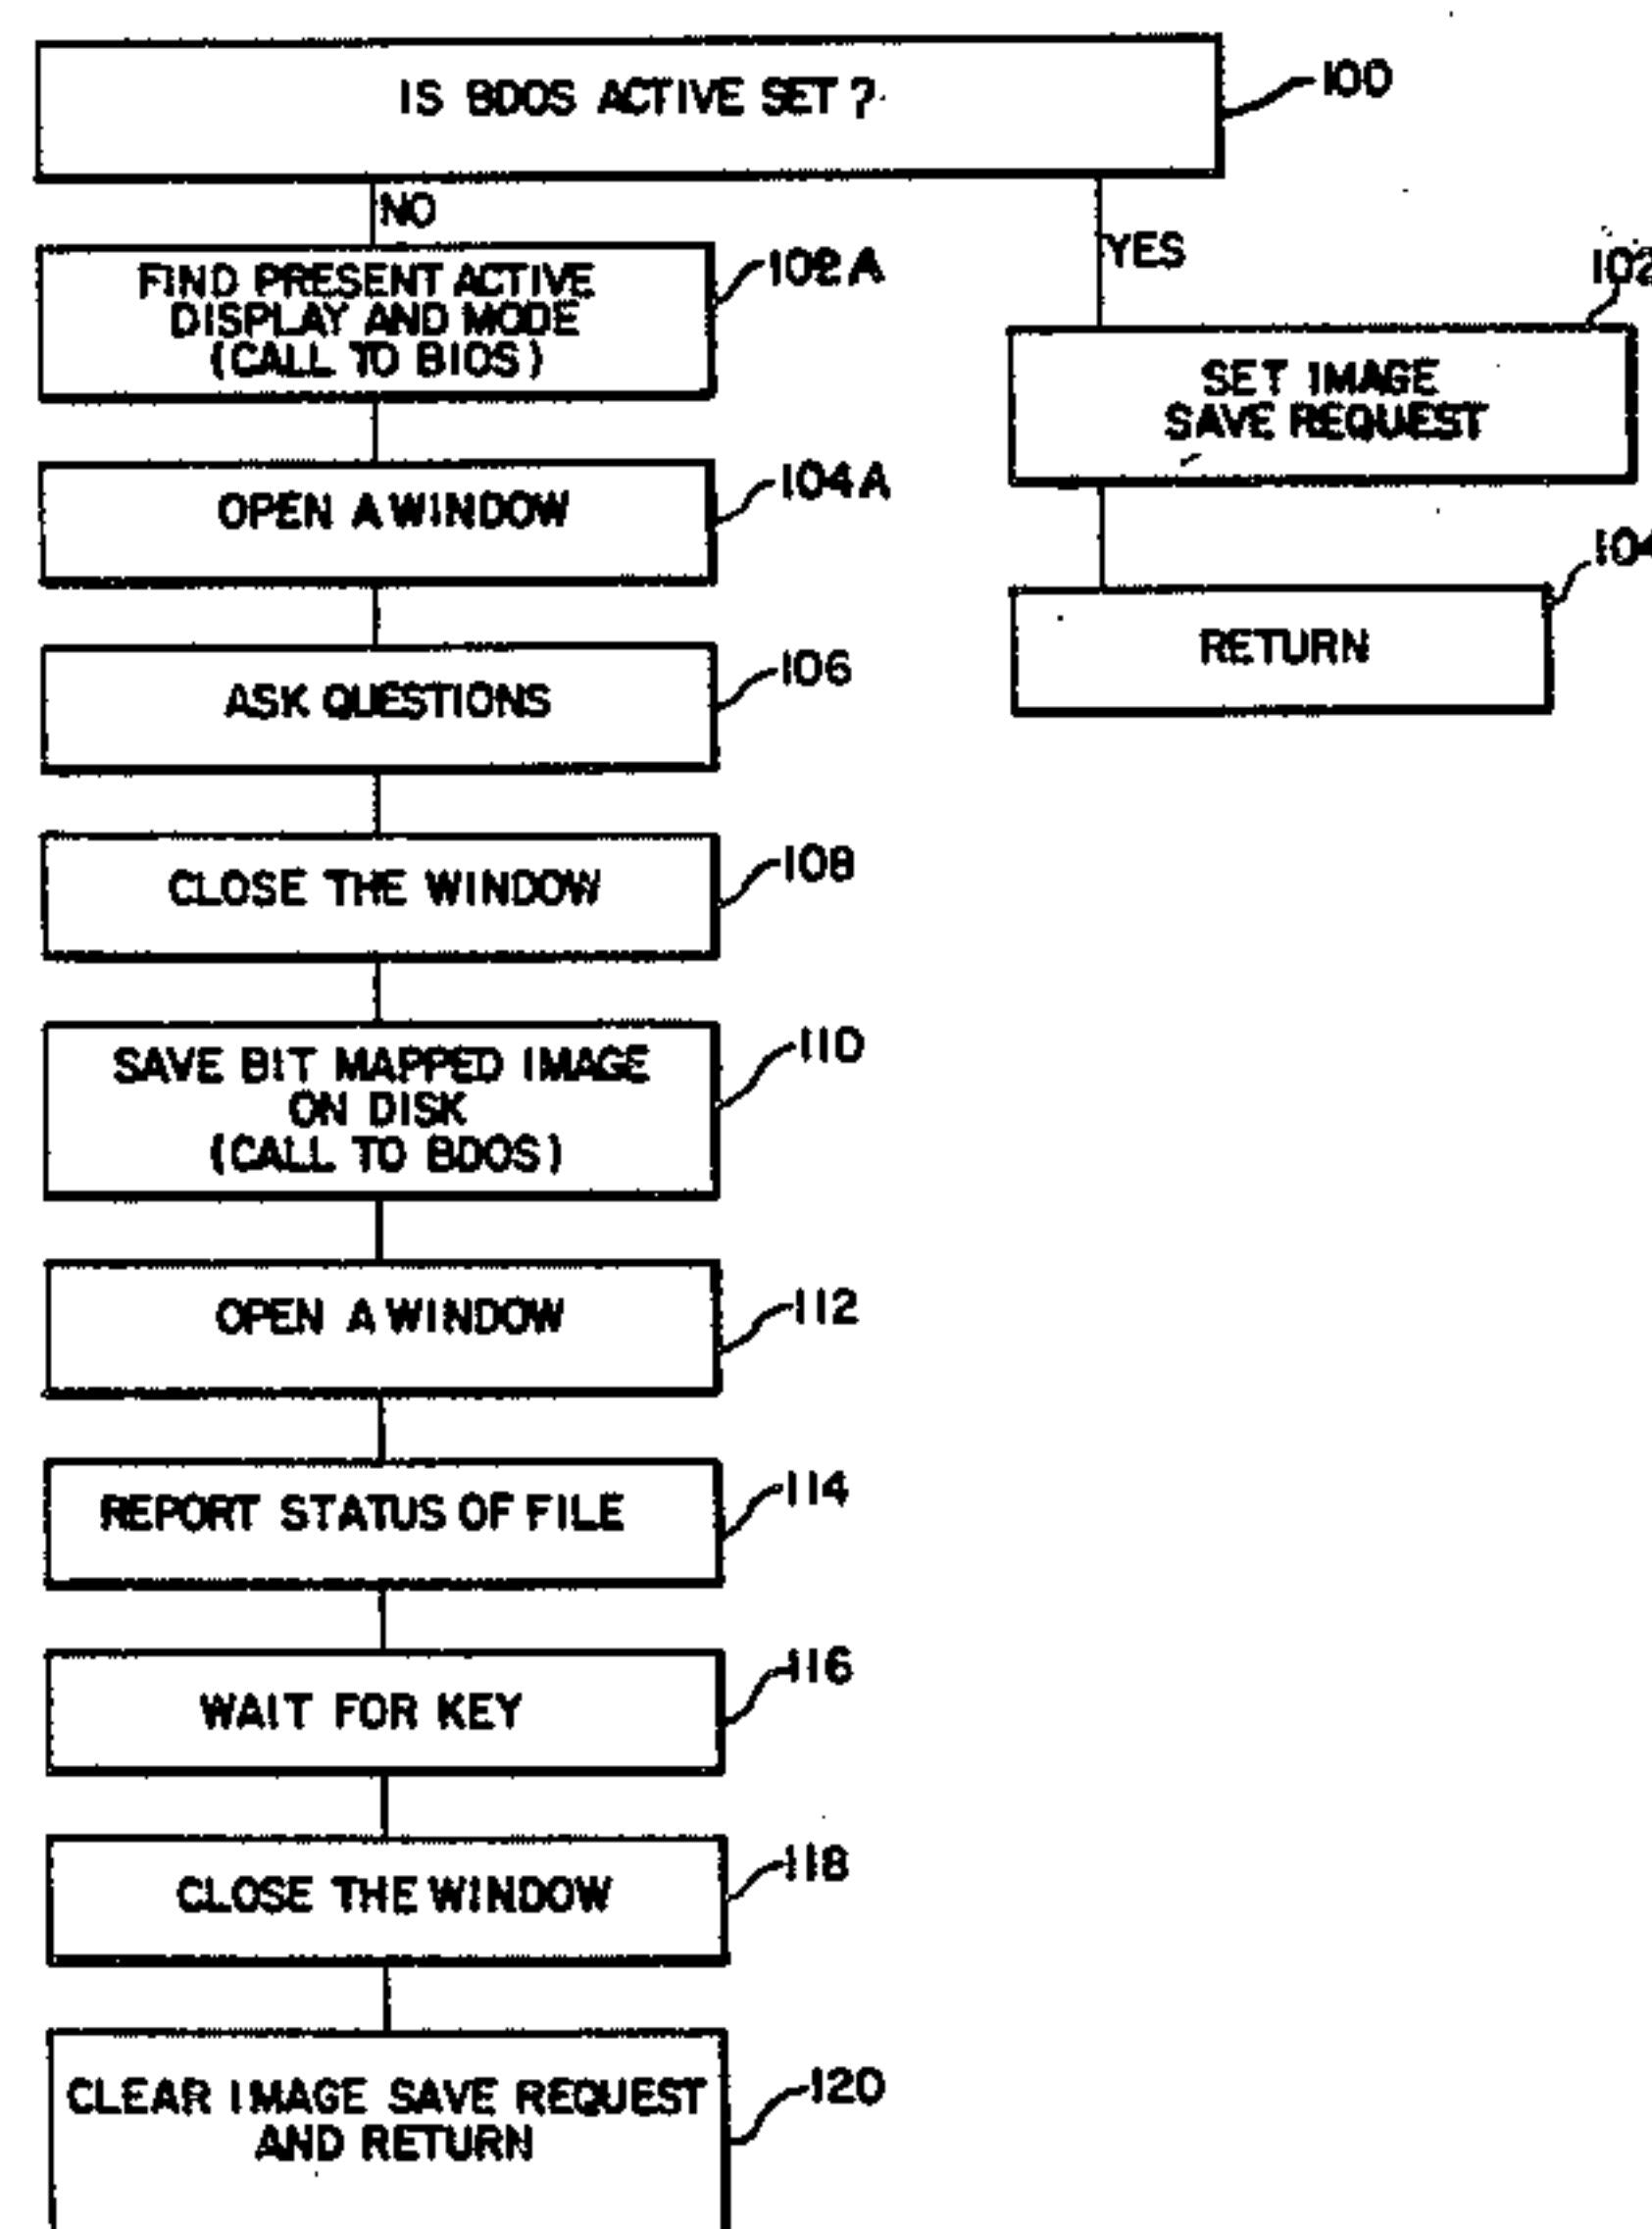 IS BDOS ACTIVE SET?
100
NO
YES
FIND PRESENT ACTIVE
DISPLAY AND MODE
(CALL TO BIOS)
102A
102
SET IMAGE
SAVE REQUEST
OPEN A WINDOW
104A
104
RETURN
ASK QUESTIONS
106
CLOSE THE WINDOW
108
SAVE BIT MAPPED IMAGE
ON DISK
(CALL TO BDOS)
110
OPEN A WINDOW
112
REPORT STATUS OF FILE
114
WAIT FOR KEY
116
CLOSE THE WINDOW
118
CLEAR IMAGE SAVE REQUEST
AND RETURN
120